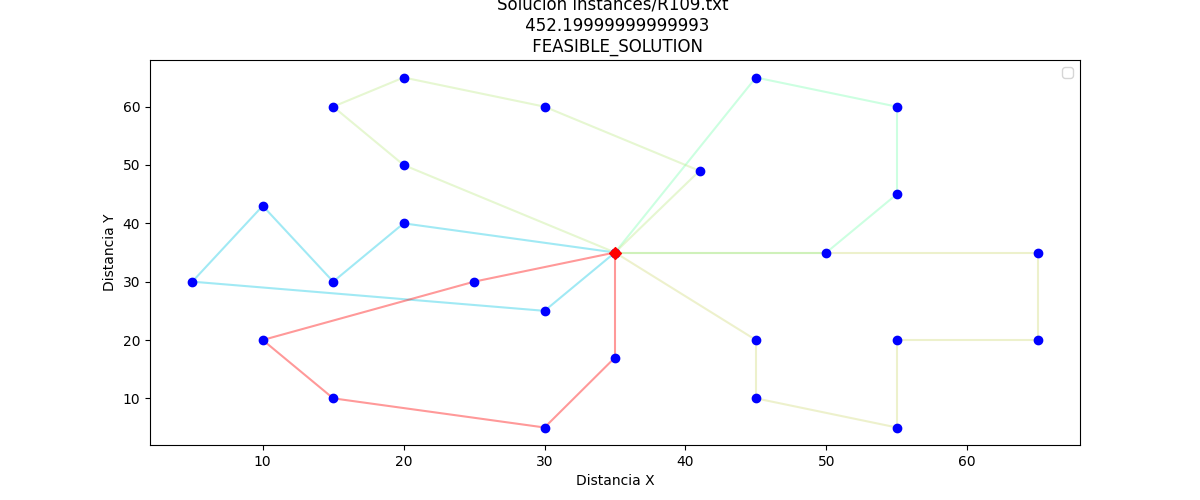 Solucion instances/R109.txt
452.19999999999993
FEASIBLE_SOLUTION
60
50
40
30
20
10
Distancia Y
10 20 30 40 50 60
Distancia X